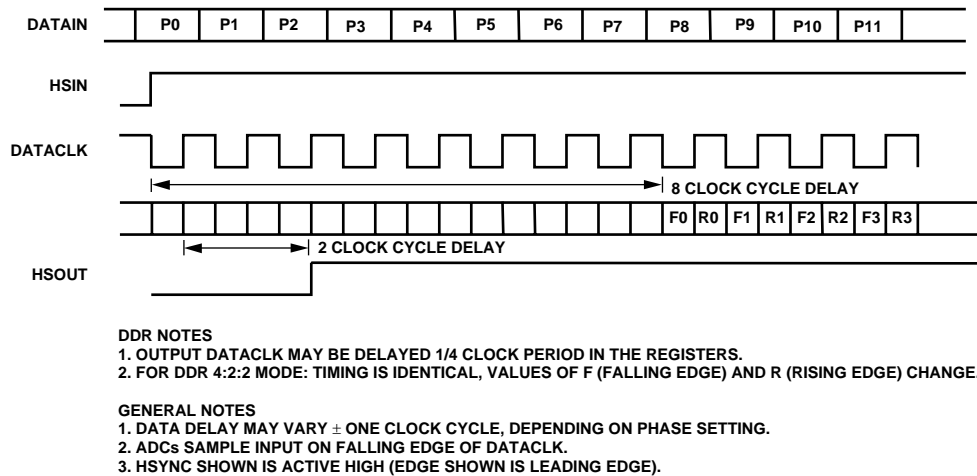 DATAIN P0 P1 P2 P3 P4 P5 P6 P7 P8 P9 P10 P11
HSIN
DATACLK
8 CLOCK CYCLE DELAY
F0 R0 F1 R1 F2 R2 F3 R3
2 CLOCK CYCLE DELAY
HSOUT
DDR NOTES
1. OUTPUT DATACLK MAY BE DELAYED 1/4 CLOCK PERIOD IN THE REGISTERS.
2. FOR DDR 4:2:2 MODE: TIMING IS IDENTICAL, VALUES OF F (FALLING EDGE) AND R (RISING EDGE) CHANGE.
GENERAL NOTES
1. DATA DELAY MAY VARY ± ONE CLOCK CYCLE, DEPENDING ON PHASE SETTING.
2. ADCs SAMPLE INPUT ON FALLING EDGE OF DATACLK.
3. HSYNC SHOWN IS ACTIVE HIGH (EDGE SHOWN IS LEADING EDGE).